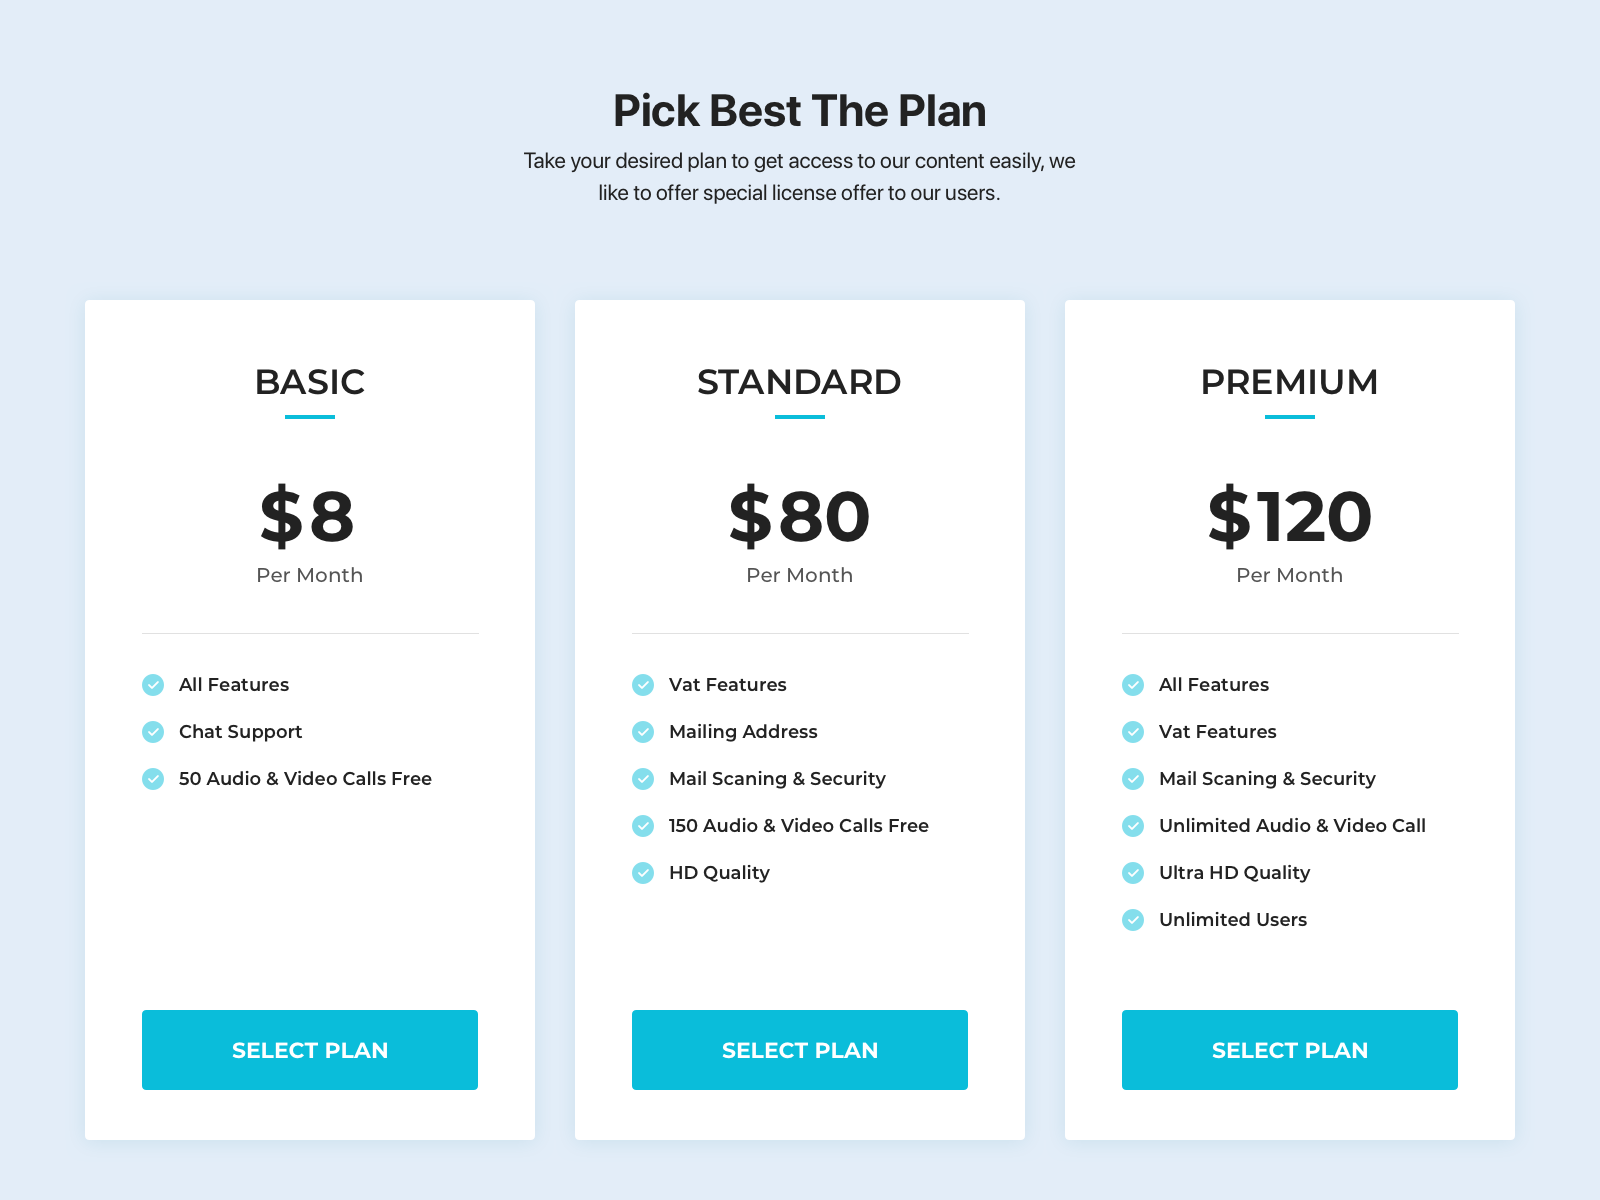 Pick Best The Plan
Take your desired plan to get access to our content easily, we
like to offer special license offer to our users.
BASIC
$8
Per Month
All Features
Chat Support
50 Audio & Video Calls Free
SELECT PLAN
STANDARD
$80
Per Month
Vat Features
Mailing Address
Mail Scaning & Security
150 Audio & Video Calls Free
HD Quality
SELECT PLAN
PREMIUM
$120
Per Month
All Features
Vat Features
Mail Scaning & Security
Unlimited Audio & Video Call
Ultra HD Quality
Unlimited Users
SELECT PLAN